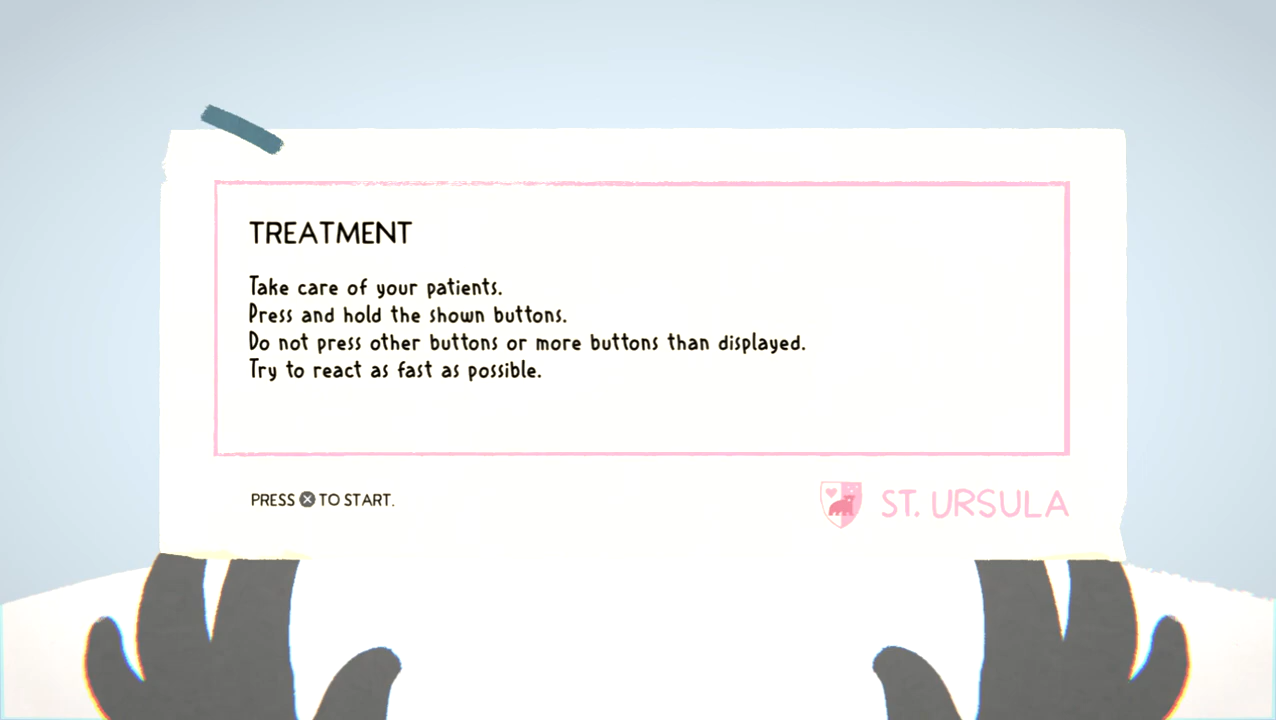 TREATMENT
Take care of your patients.
Press and hold the shown buttons.
Do not press other buttons or more buttons than displayed.
Try to react as fast as possible.
PRESS ⓧ TO START.
ST. URSULA